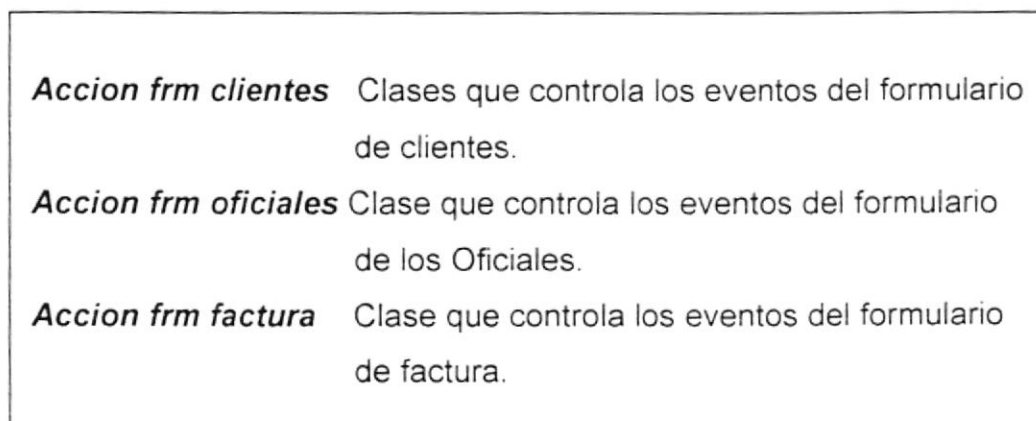 Accion frm clientes Clases que controla los eventos del formulario
de clientes.
Accion frm oficiales Clase que controla los eventos del formulario
de los Oficiales.
Accion frm factura Clase que controla los eventos del formulario
de factura.